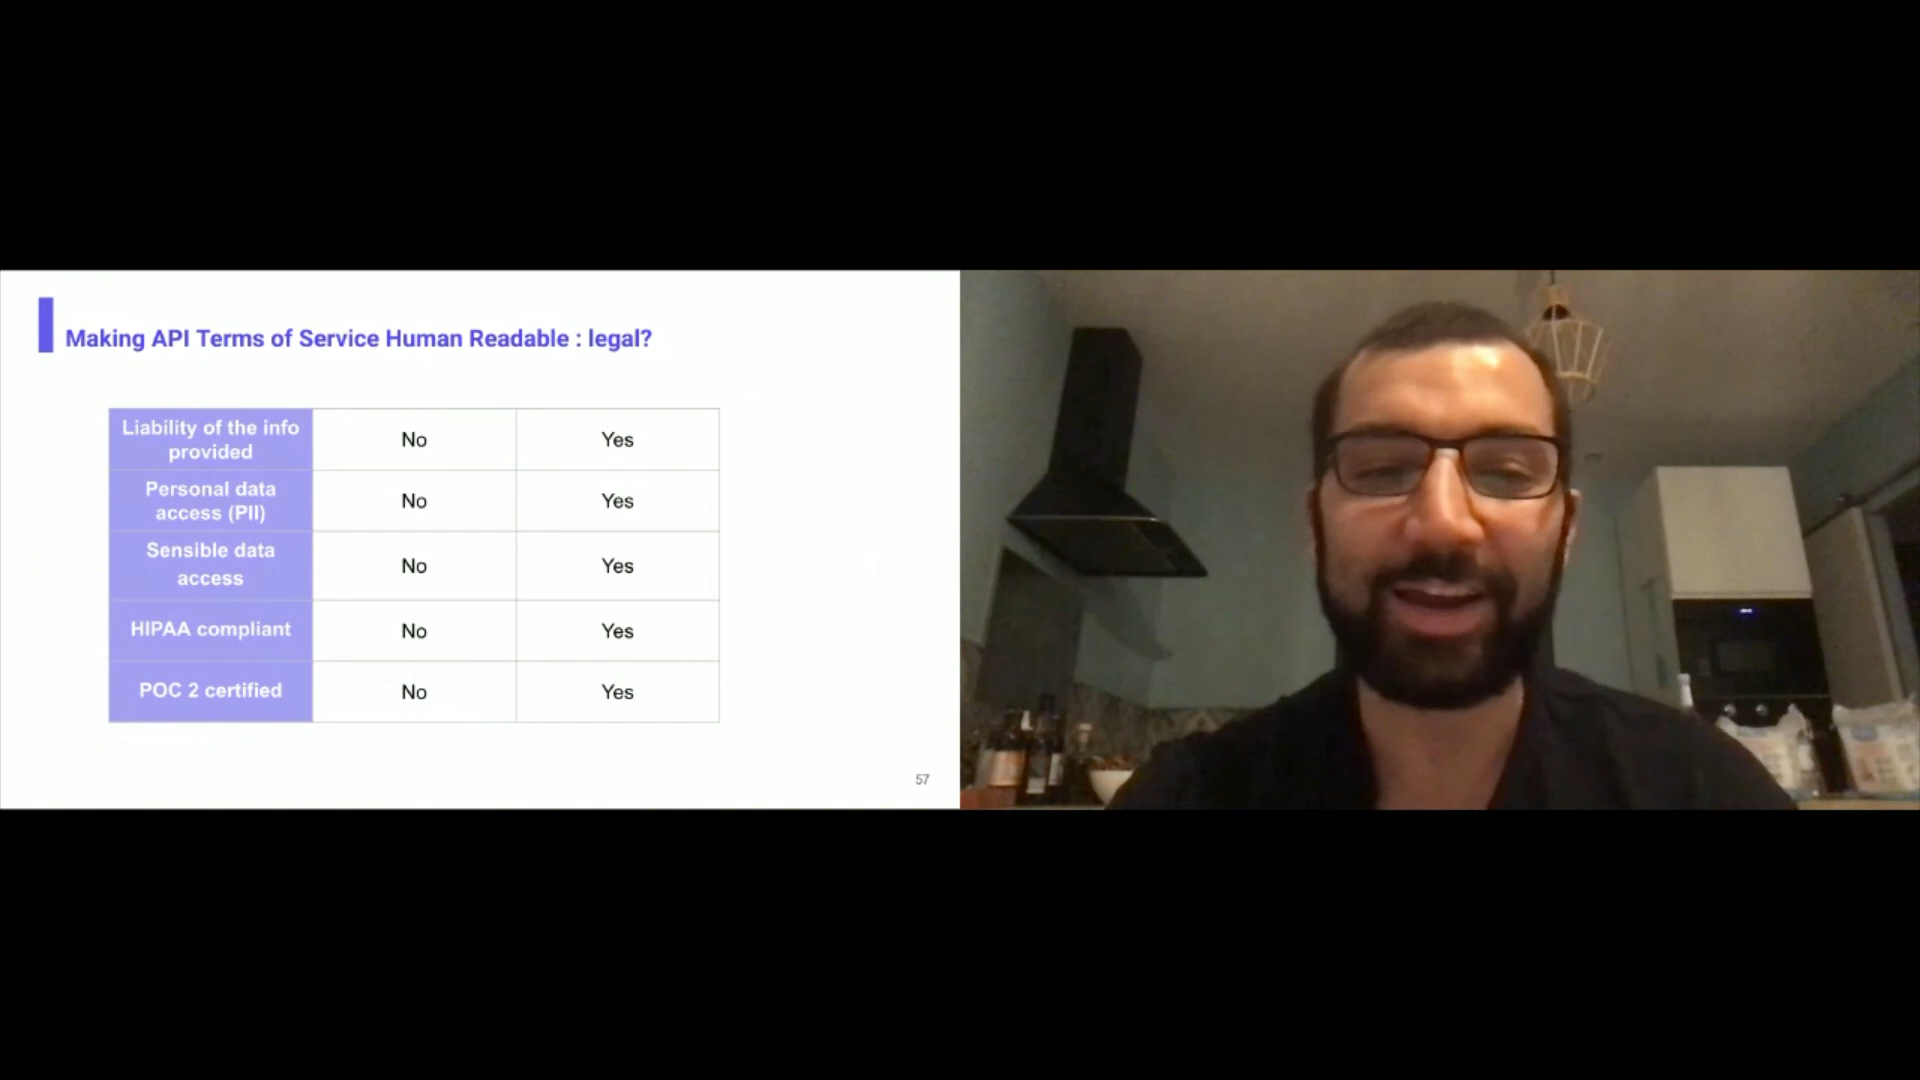 Making API Terms of Service Human Readable : legal?
Liability of the info
provided
No
Yes
Personal data
access (PII)
No
Yes
Sensible data
access
No
Yes
HIPAA compliant
No
Yes
POC 2 certified
No
Yes
57